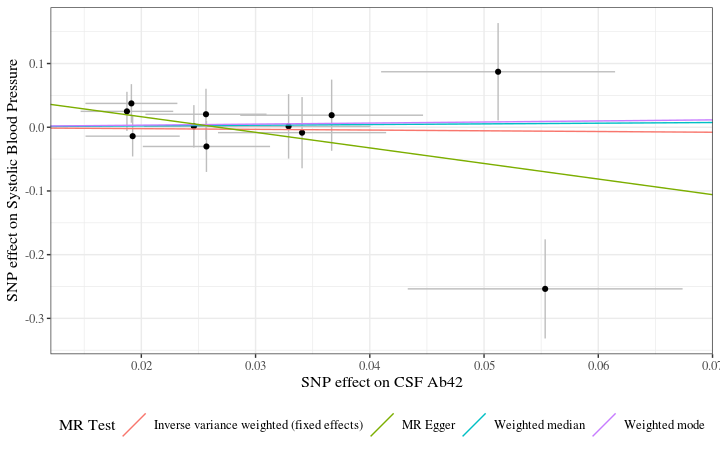 SNP effect on Systolic Blood Pressure
0.1
0.0
-0.1
-0.2
-0.3
0.02 0.03 0.04 0.05 0.06 0.07
SNP effect on CSF Ab42
MR Test Inverse variance weighted (fixed effects) MR Egger Weighted median Weighted mode